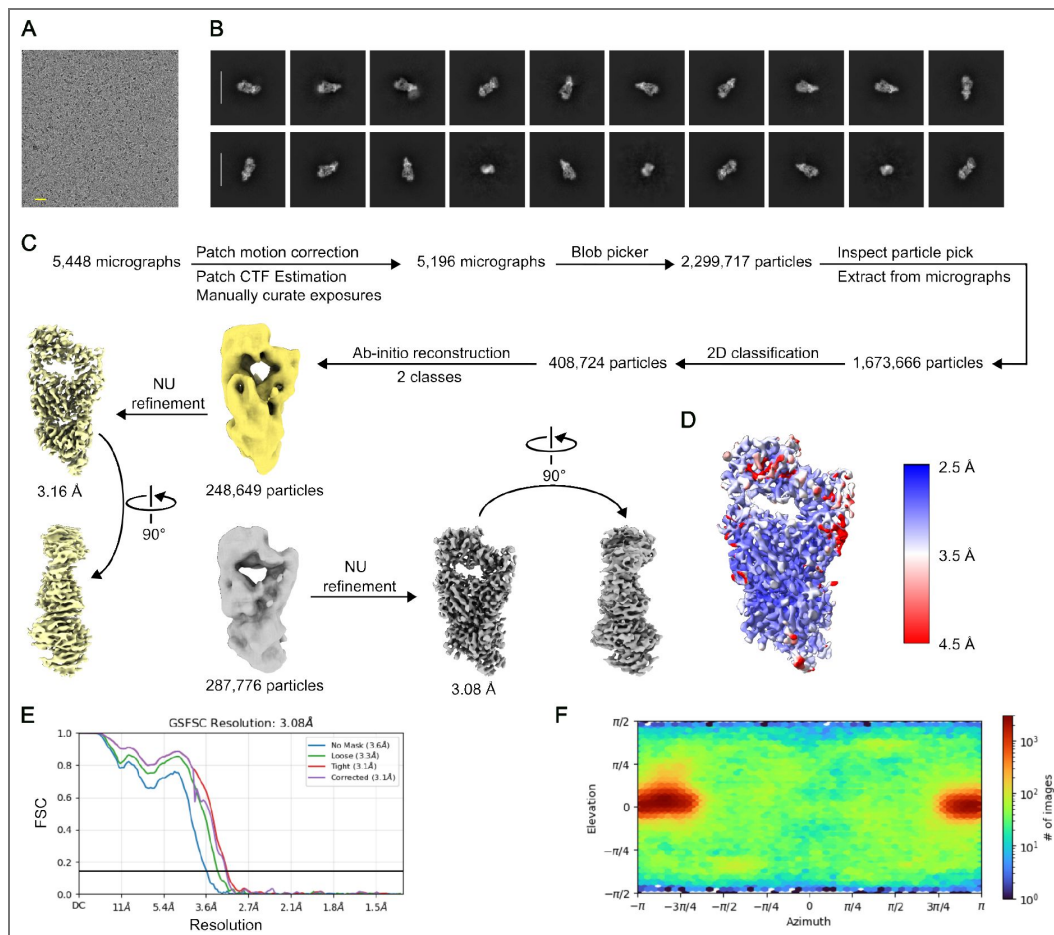 A
B
C
5,448 micrographs
Patch motion correction
Patch CTF Estimation
Manually curate exposures
5,196 micrographs
Blob picker
2,299,717 particles
Inspect particle pick
Extract from micrographs
1,673,666 particles
2D classification
408,724 particles
Ab-initio reconstruction
2 classes
248,649 particles
NU
refinement
3.16 Å
90°
287,776 particles
NU
refinement
3.08 Å
90°
D
2.5 Å
3.5 Å
4.5 Å
E
GSFSC Resolution: 3.08Å
No Mask (3.6Å)
Loose (3.3Å)
Tight (3.1Å)
Corrected (3.1Å)
FSC
1.0
0.8
0.6
0.4
0.2
0.0
DC 11Å 5.4Å 3.6Å 2.7Å 2.1Å 1.8Å 1.5Å
Resolution
F
Elevation
π/2
π/4
0
−π/4
−π/2
−π −3π/4 −π/2 −π/4 0 π/4 π/2 3π/4 π
Azimuth
10³
10²
10¹
10⁰
# of images